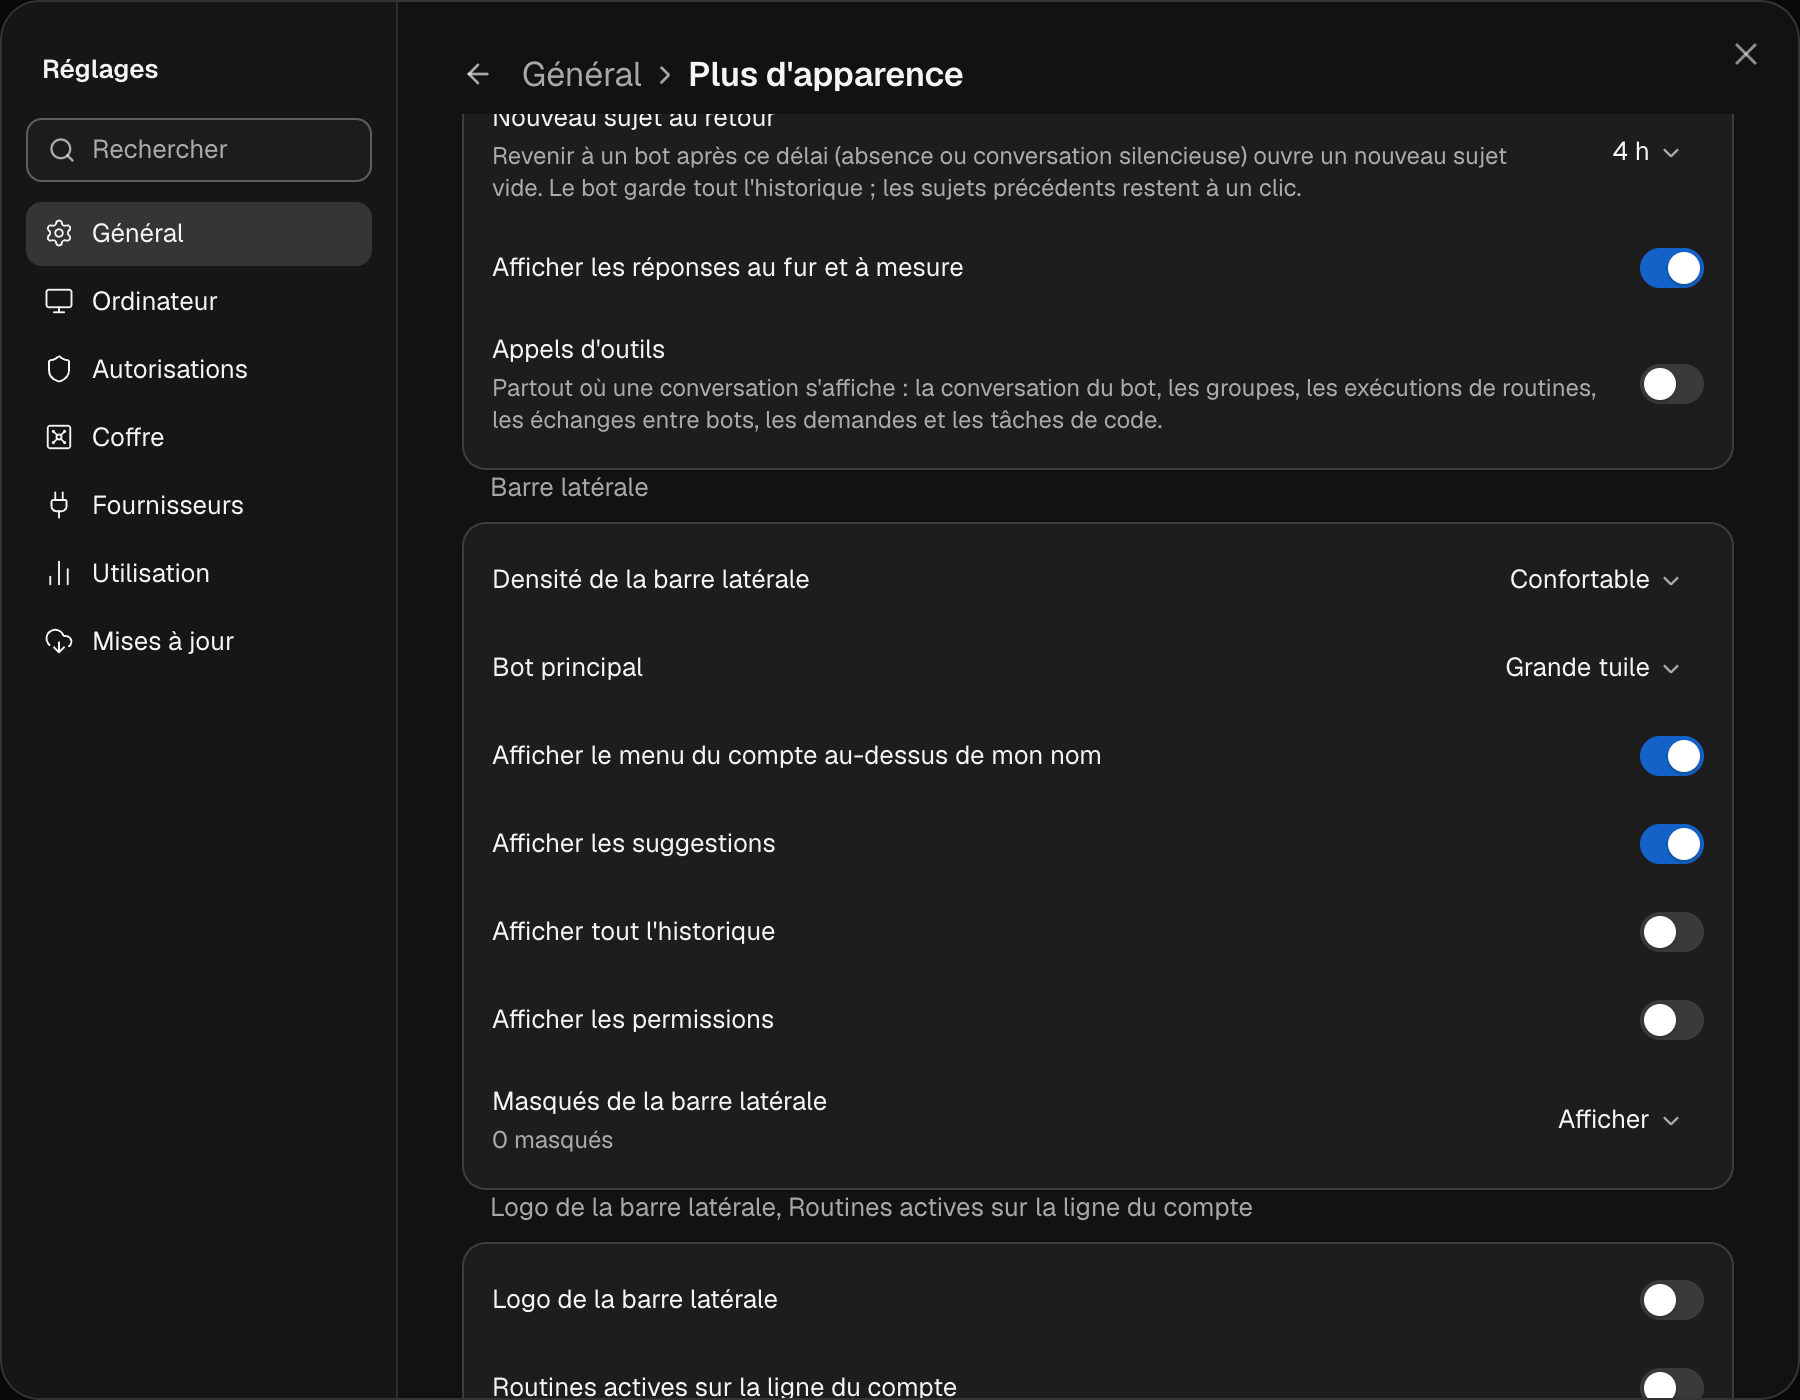 Réglages
Rechercher
Général
Ordinateur
Autorisations
Coffre
Fournisseurs
Utilisation
Mises à jour
Général > Plus d'apparence
Nouveau sujet au retour
Revenir à un bot après ce délai (absence ou conversation silencieuse) ouvre un nouveau sujet
vide. Le bot garde tout l'historique ; les sujets précédents restent à un clic.
4 h
Afficher les réponses au fur et à mesure
Appels d'outils
Partout où une conversation s'affiche : la conversation du bot, les groupes, les exécutions de routines,
les échanges entre bots, les demandes et les tâches de code.
Barre latérale
Densité de la barre latérale
Confortable
Bot principal
Grande tuile
Afficher le menu du compte au-dessus de mon nom
Afficher les suggestions
Afficher tout l'historique
Afficher les permissions
Masqués de la barre latérale
0 masqués
Afficher
Logo de la barre latérale, Routines actives sur la ligne du compte
Logo de la barre latérale
Routines actives sur la ligne du compte